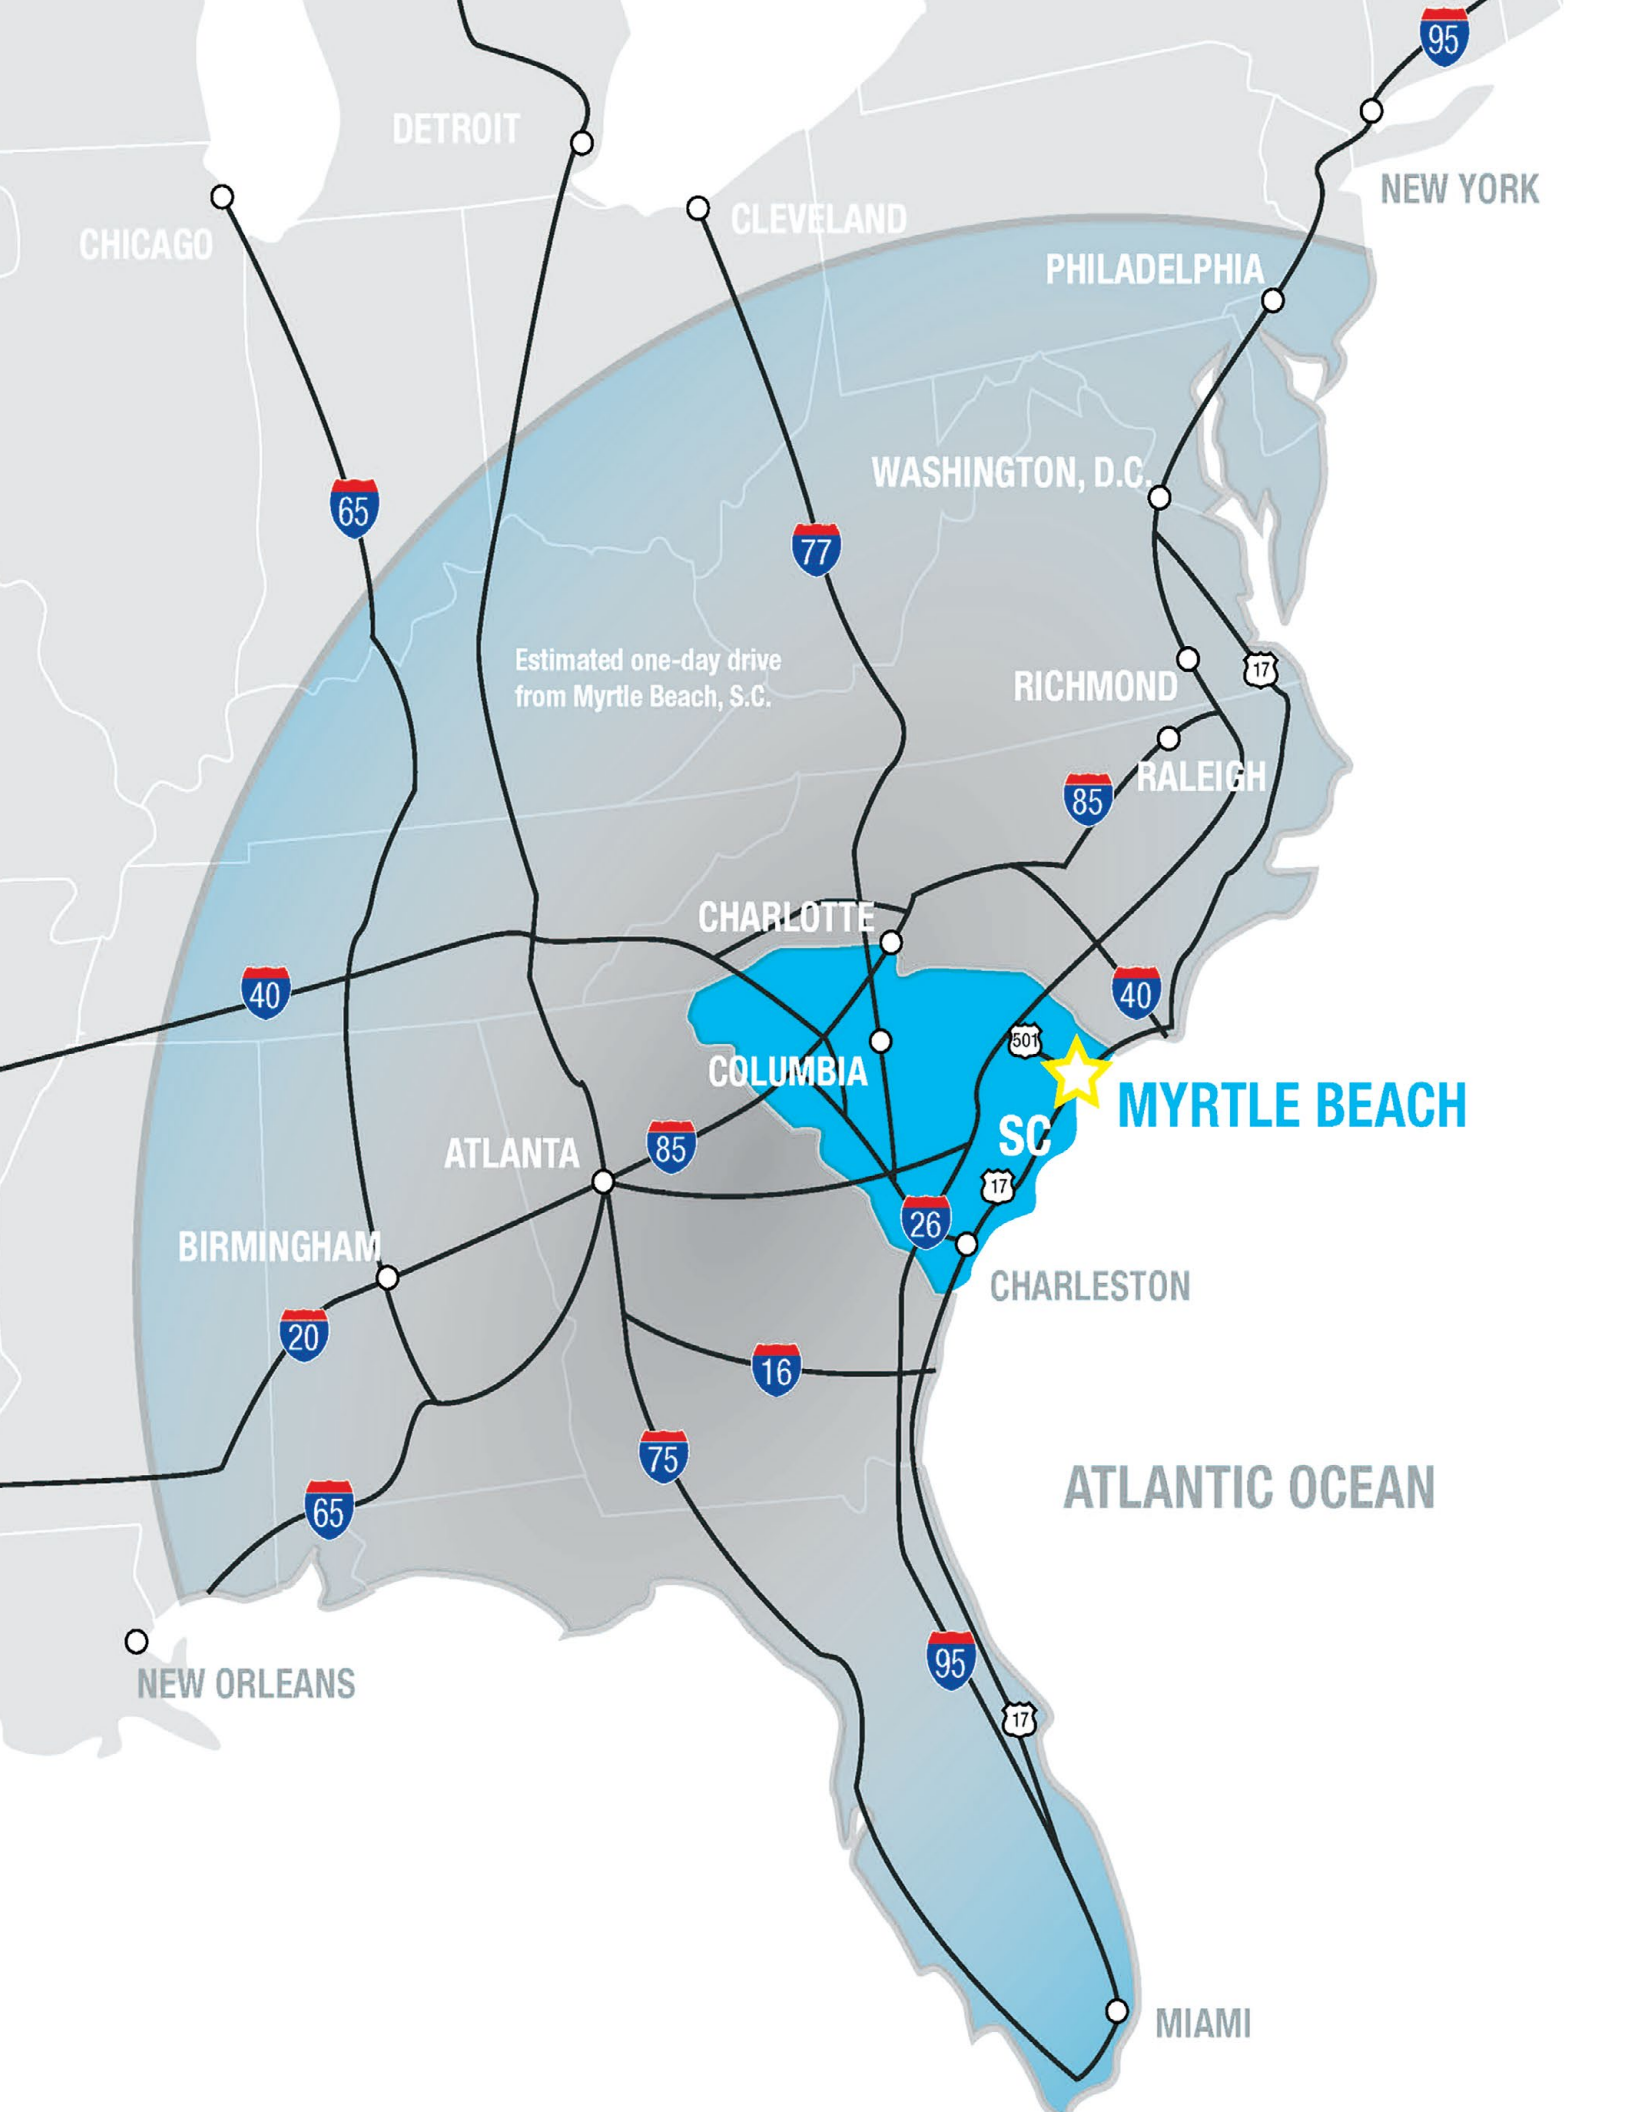 95
DETROIT
NEW YORK
CLEVELAND
CHICAGO
PHILADELPHIA
WASHINGTON, D.C.
65
77
Estimated one-day drive
from Myrtle Beach, S.C.
17
RICHMOND
RALEIGH
85
CHARLOTTE
40
40
501
COLUMBIA
MYRTLE BEACH
SC
85
ATLANTA
17
26
BIRMINGHAM
CHARLESTON
20
16
75
ATLANTIC OCEAN
65
95
NEW ORLEANS
17
MIAMI